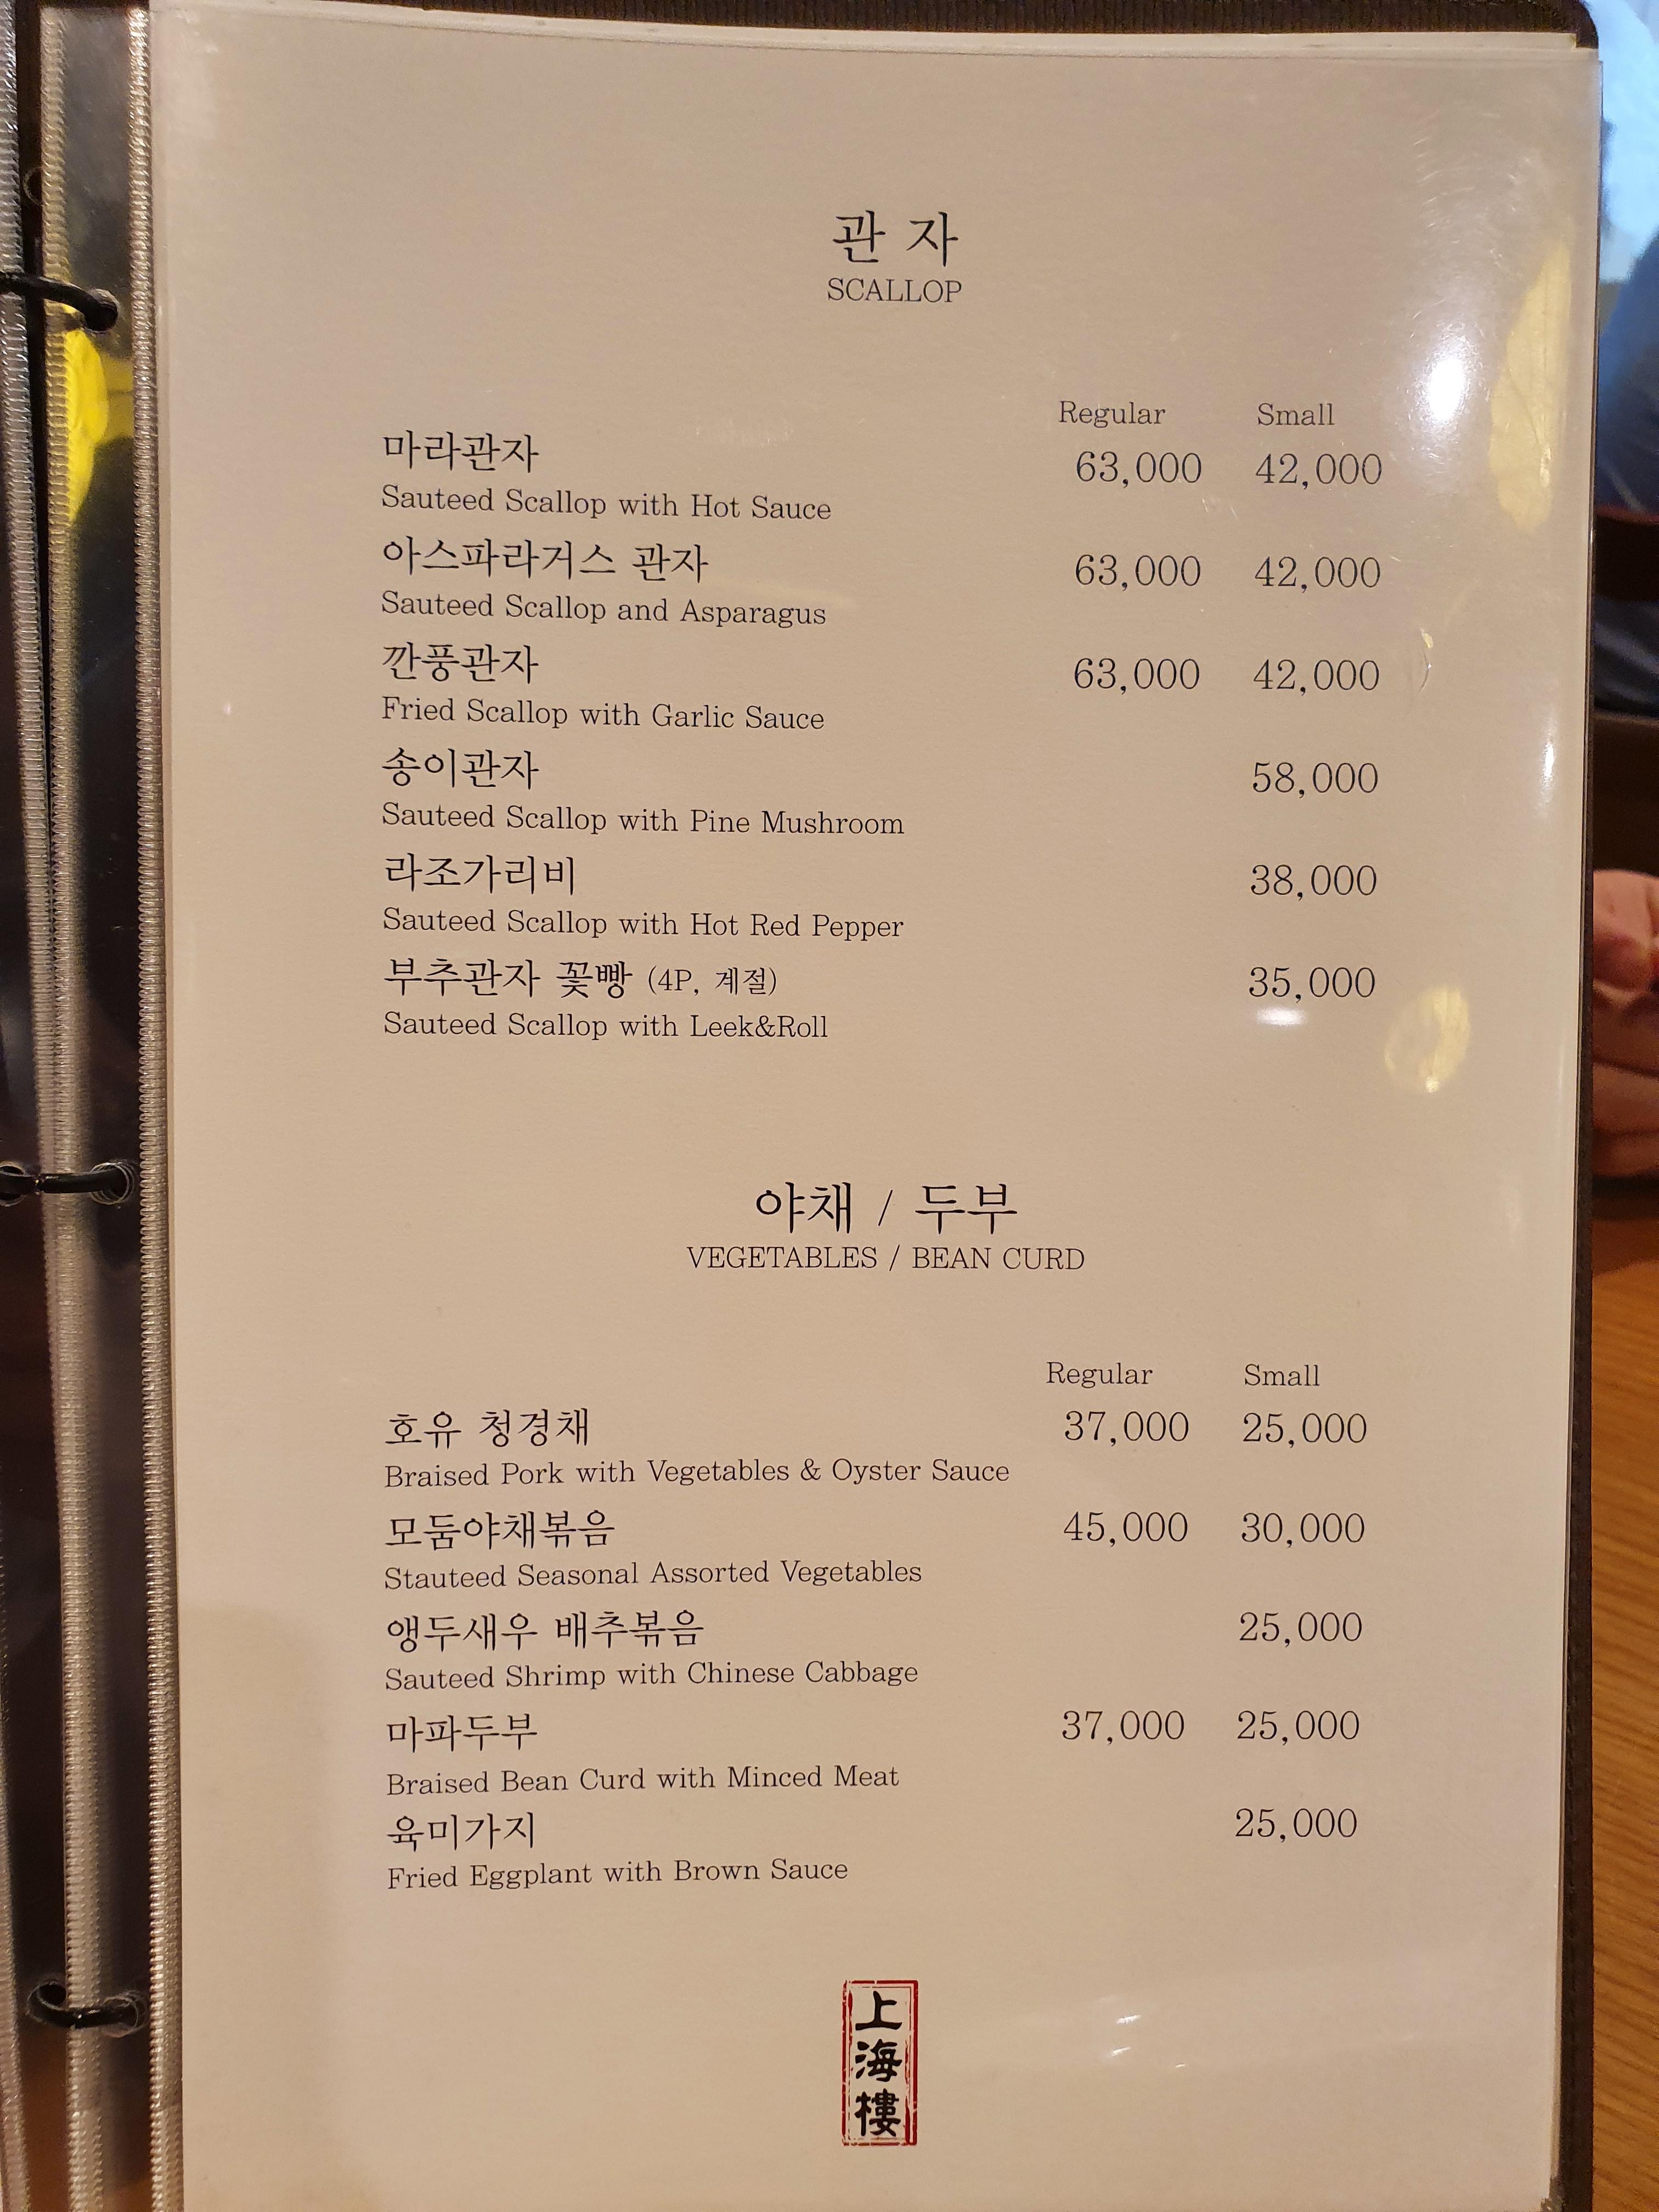 관 자
SCALLOP
Regular Small
마라관자 63,000 42,000
Sauteed Scallop with Hot Sauce
아스파라거스 관자 63,000 42,000
Sauteed Scallop and Asparagus
깐풍관자 63,000 42,000
Fried Scallop with Garlic Sauce
송이관자 58,000
Sauteed Scallop with Pine Mushroom
라조가리비 38,000
Sauteed Scallop with Hot Red Pepper
부추관자 꽃빵 (4P, 계절) 35,000
Sauteed Scallop with Leek&Roll
야채 / 두부
VEGETABLES / BEAN CURD
Regular Small
호유 청경채 37,000 25,000
Braised Pork with Vegetables & Oyster Sauce
모둠야채볶음 45,000 30,000
Stauteed Seasonal Assorted Vegetables
앵두새우 배추볶음 25,000
Sauteed Shrimp with Chinese Cabbage
마파두부 37,000 25,000
Braised Bean Curd with Minced Meat
육미가지 25,000
Fried Eggplant with Brown Sauce
上海樓